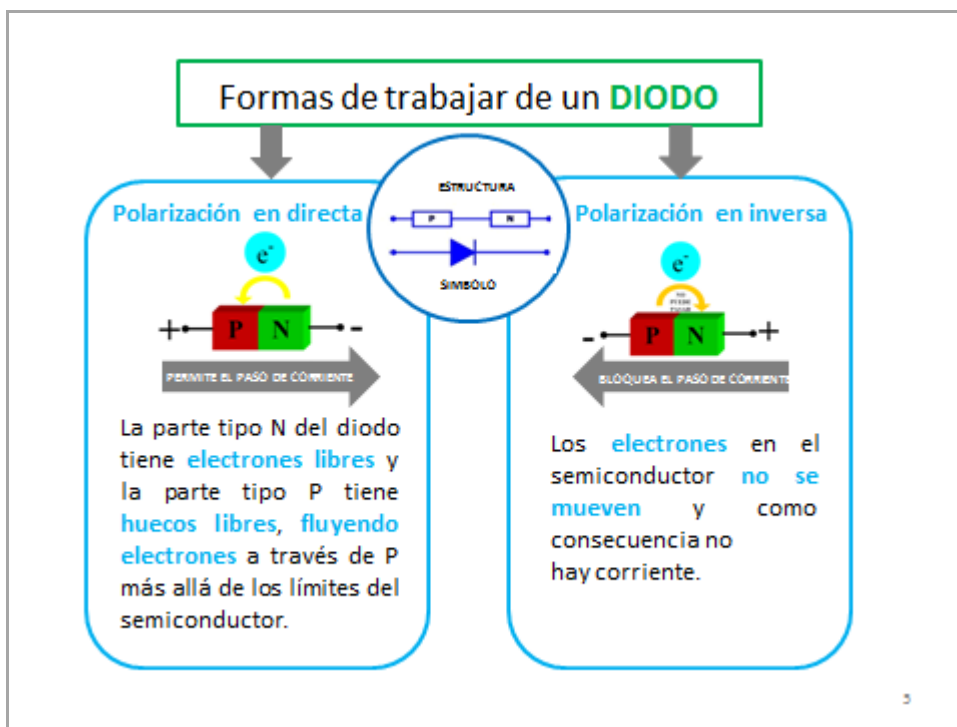 Formas de trabajar de un DIODO
Polarización en directa
e-
P N
+ -
PERMITE EL PASO DE CORRIENTE
La parte tipo N del diodo
tiene electrones libres y
la parte tipo P tiene
huecos libres, fluyendo
electrones a través de P
más allá de los límites del
semiconductor.
ESTRUCTURA
P N
SIMBÓLO
Polarización en inversa
e-
NO
PUEDE
P N
- +
BLOQUEA EL PASO DE CORRIENTE
Los electrones en el
semiconductor no se
mueven y como
consecuencia no
hay corriente.